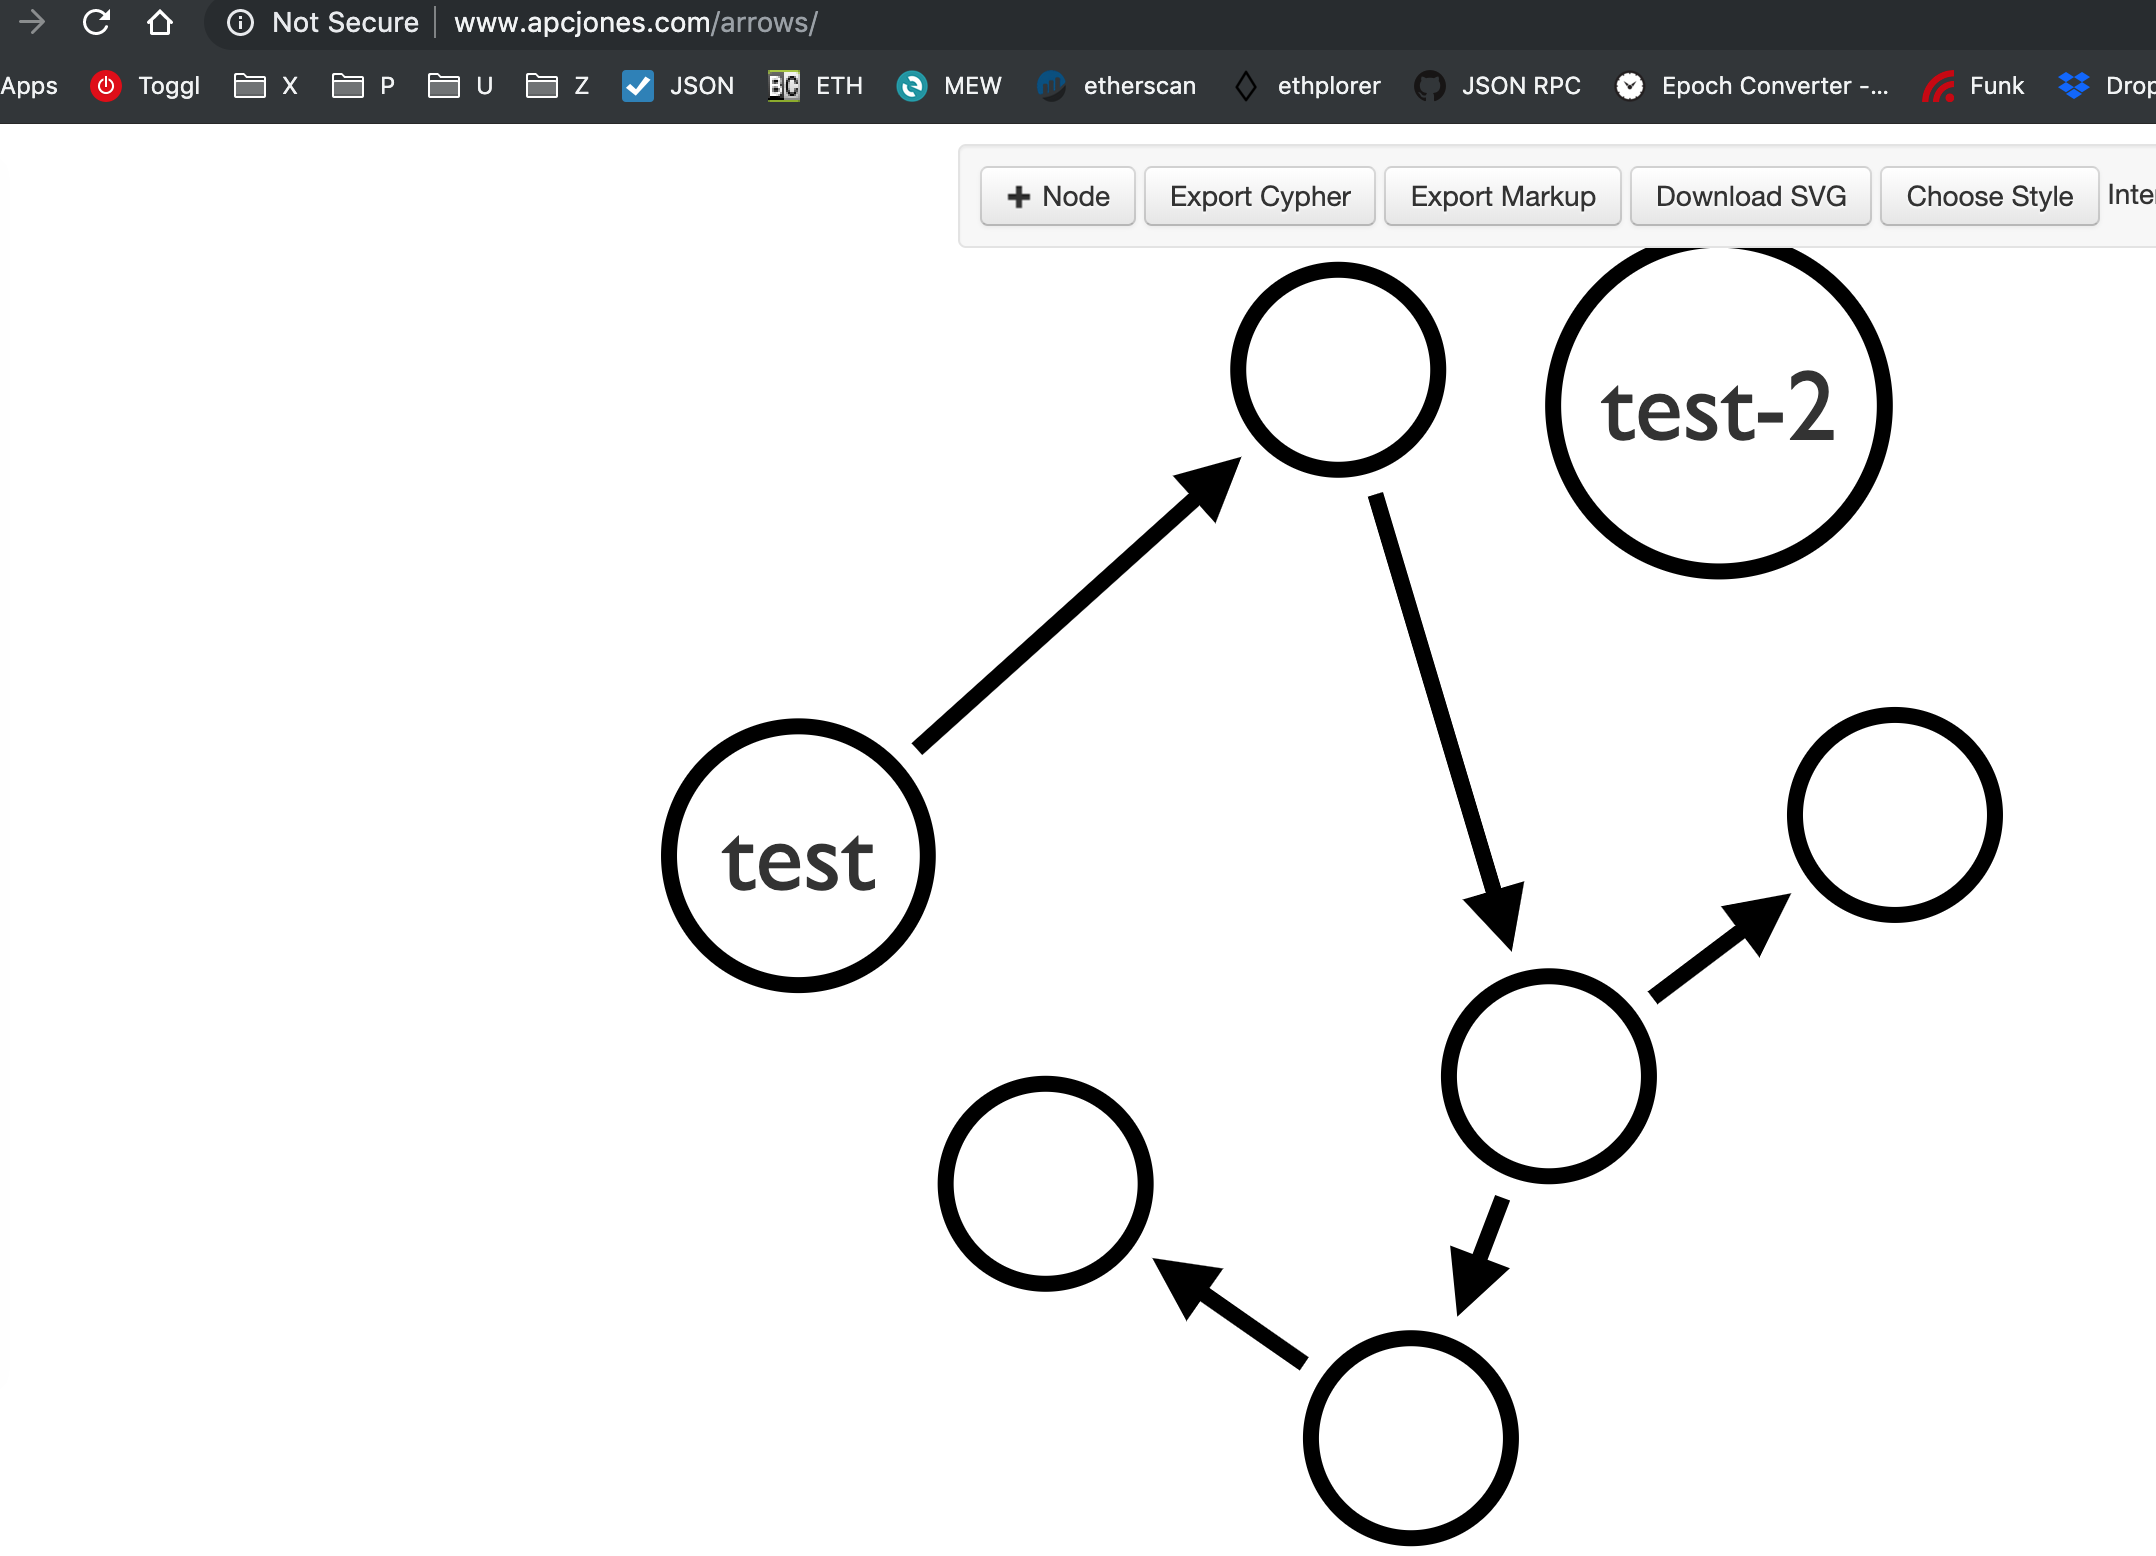 Not Secure www.apcjones.com/arrows/
Apps Toggl X P U Z JSON BC ETH MEW etherscan ethplorer JSON RPC Epoch Converter -... Funk Drop
Node Export Cypher Export Markup Download SVG Choose Style Inte
test-2
test